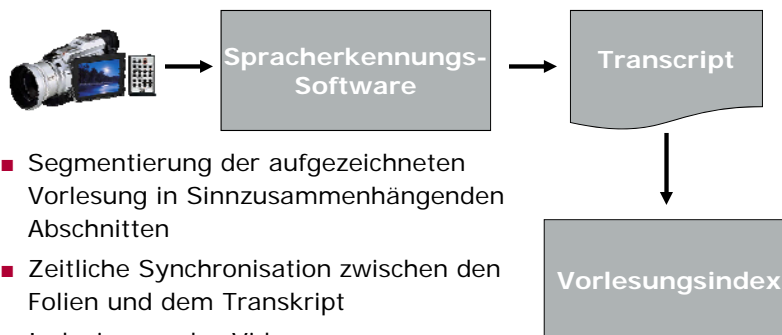 Spracherkennungs-
Software
Transcript
Segmentierung der aufgezeichneten
Vorlesung in Sinnzusammenhängenden
Abschnitten
Zeitliche Synchronisation zwischen den
Folien und dem Transkript
Vorlesungsindex